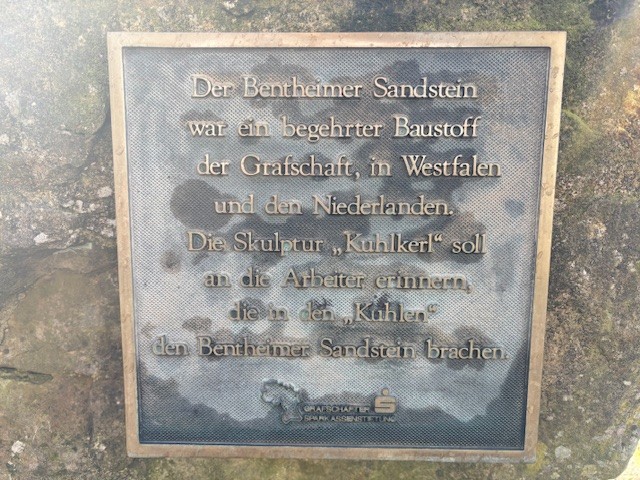 Der Bentheimer Sandstein
war ein begehrter Baustoff
der Grafschaft, in Westfalen
und den Niederlanden.
Die Skulptur „Kuhlkerl“ soll
an die Arbeiter erinnern,
die in den „Kuhlen“
den Bentheimer Sandstein brachen.
GRAFSCHAFTER
SPARKASSENSTIFTUNG